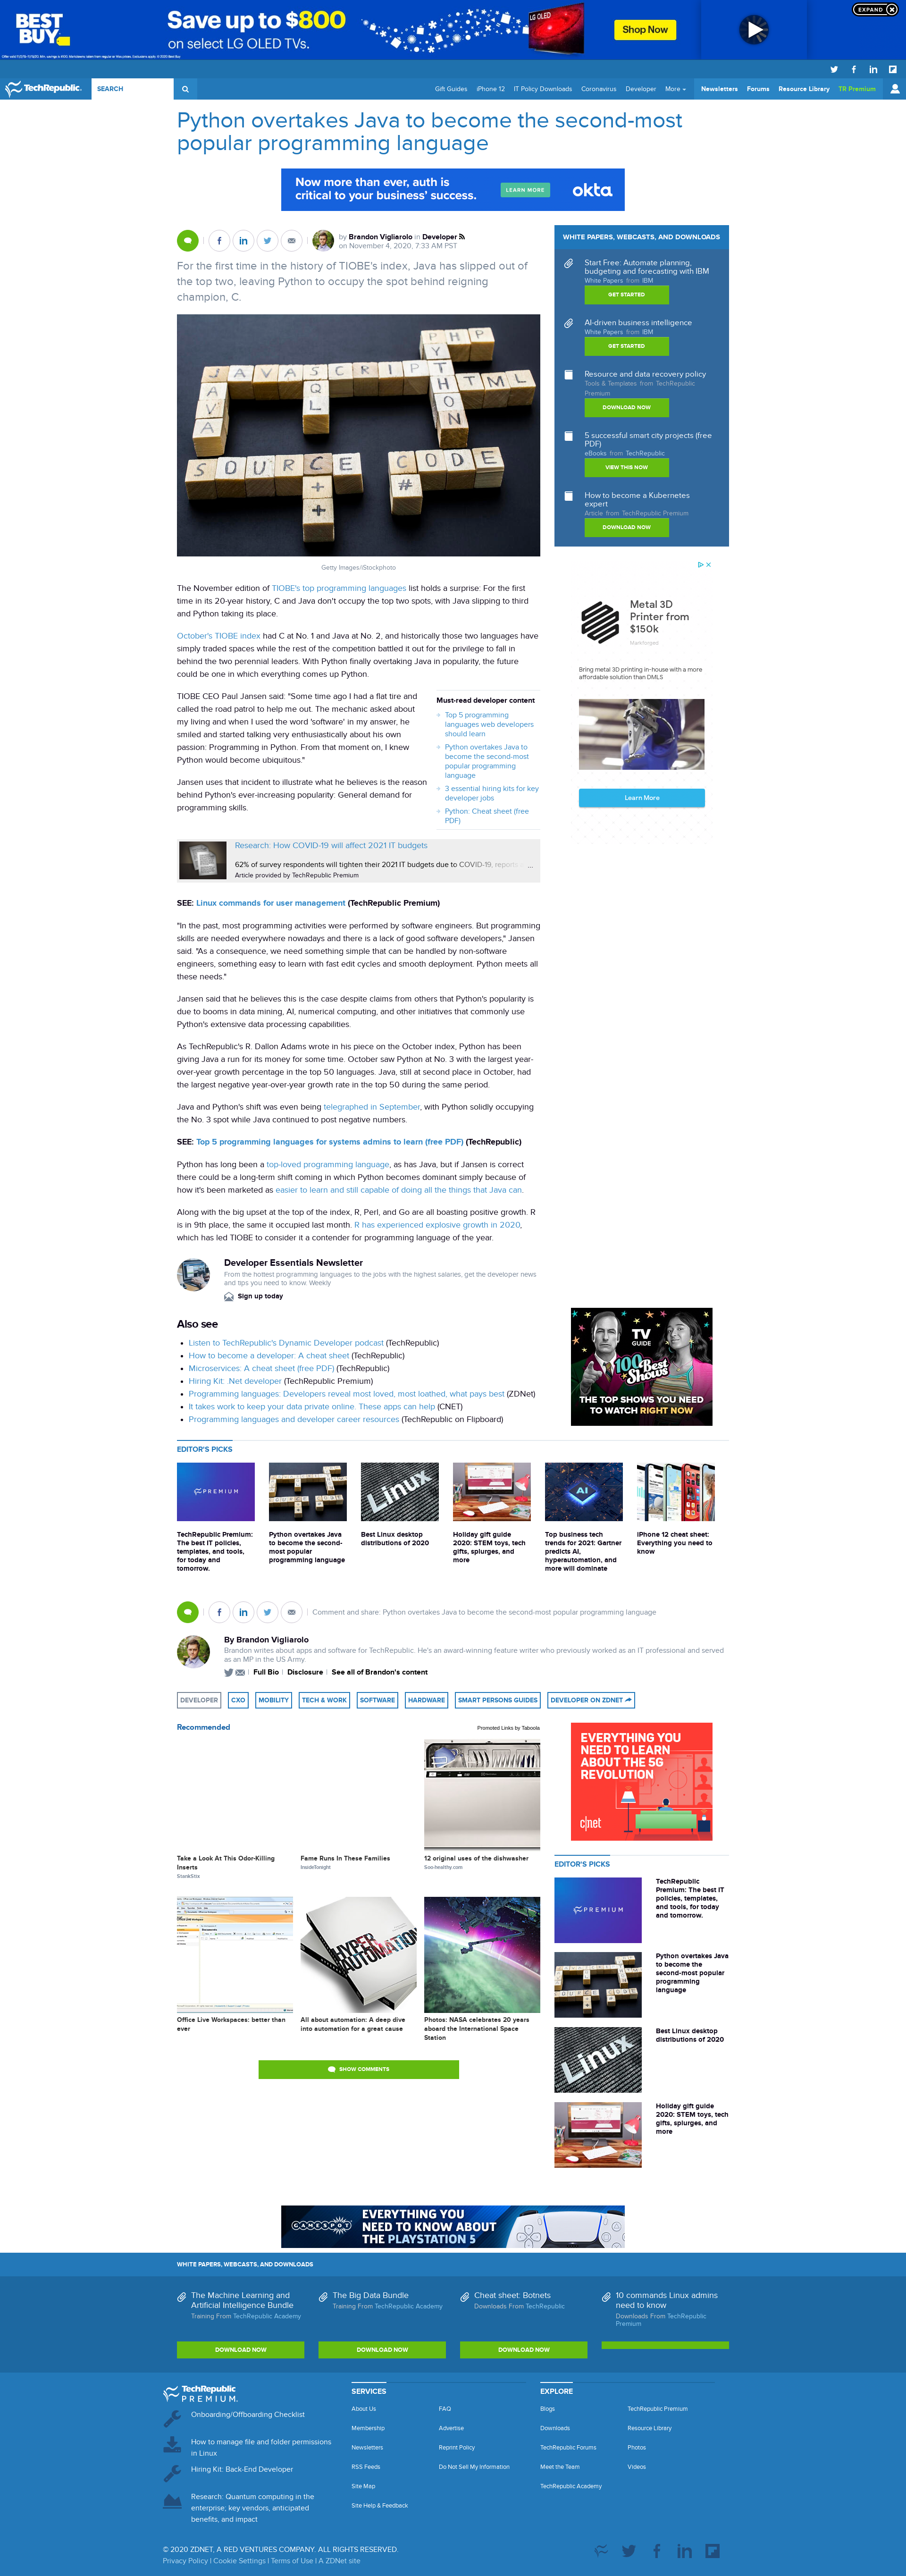 BEST BUY.
Save up to $800
on select LG OLED TVs.
LG OLED
Shop Now
EXPAND
TechRepublic.
SEARCH
Gift Guides
iPhone 12
IT Policy Downloads
Coronavirus
Developer
More
Newsletters
Forums
Resource Library
TR Premium
Python overtakes Java to become the second-most
popular programming language
Now more than ever, auth is
critical to your business' success.
LEARN MORE
okta
by Brandon Vigliarolo in Developer
on November 4, 2020, 7:33 AM PST
For the first time in the history of TIOBE's index, Java has slipped out of
the top two, leaving Python to occupy the spot behind reigning
champion, C.
JAVASCRIPT
PHP
HTML
SQL
PYTHON
JAVA
SOURCE CODE
C++
C#
Getty Images/iStockphoto
The November edition of TIOBE's top programming languages list holds a surprise: For the first
time in its 20-year history, C and Java don't occupy the top two spots, with Java slipping to third
and Python taking its place.
October's TIOBE index had C at No. 1 and Java at No. 2, and historically those two languages have
simply traded spaces while the rest of the competition battled it out for the privilege to fall in
behind the two perennial leaders. With Python finally overtaking Java in popularity, the future
could be one in which everything comes up Python.
TIOBE CEO Paul Jansen said: "Some time ago I had a flat tire and
called the road patrol to help me out. The mechanic asked about
my living and when I used the word 'software' in my answer, he
smiled and started talking very enthusiastically about his own
passion: Programming in Python. From that moment on, I knew
Python would become ubiquitous."
Jansen uses that incident to illustrate what he believes is the reason
behind Python's ever-increasing popularity: General demand for
programming skills.
Must-read developer content
Top 5 programming
languages web developers
should learn
Python overtakes Java to
become the second-most
popular programming
language
3 essential hiring kits for key
developer jobs
Python: Cheat sheet (free
PDF)
Research: How COVID-19 will affect 2021 IT budgets
62% of survey respondents will tighten their 2021 IT budgets due to COVID-19, reports ...
Article provided by TechRepublic Premium
SEE: Linux commands for user management (TechRepublic Premium)
"In the past, most programming activities were performed by software engineers. But programming
skills are needed everywhere nowadays and there is a lack of good software developers," Jansen
said. "As a consequence, we need something simple that can be handled by non-software
engineers, something easy to learn with fast edit cycles and smooth deployment. Python meets all
these needs."
Jansen said that he believes this is the case despite claims from others that Python's popularity is
due to booms in data mining, AI, numerical computing, and other initiatives that commonly use
Python's extensive data processing capabilities.
As TechRepublic's R. Dallon Adams wrote in his piece on the October index, Python has been
giving Java a run for its money for some time. October saw Python at No. 3 with the largest year-
over-year growth percentage in the top 50 languages. Java, still at second place in October, had
the largest negative year-over-year growth rate in the top 50 during the same period.
Java and Python's shift was even being telegraphed in September, with Python solidly occupying
the No. 3 spot while Java continued to post negative numbers.
SEE: Top 5 programming languages for systems admins to learn (free PDF) (TechRepublic)
Python has long been a top-loved programming language, as has Java, but if Jansen is correct
there could be a long-term shift coming in which Python becomes dominant simply because of
how it's been marketed as easier to learn and still capable of doing all the things that Java can.
Along with the big upset at the top of the index, R, Perl, and Go are all boasting positive growth. R
is in 9th place, the same it occupied last month. R has experienced explosive growth in 2020,
which has led TIOBE to consider it a contender for programming language of the year.
Developer Essentials Newsletter
From the hottest programming languages to the jobs with the highest salaries, get the developer news
and tips you need to know. Weekly
Sign up today
Also see
Listen to TechRepublic's Dynamic Developer podcast (TechRepublic)
How to become a developer: A cheat sheet (TechRepublic)
Microservices: A cheat sheet (free PDF) (TechRepublic)
Hiring Kit: .Net developer (TechRepublic Premium)
Programming languages: Developers reveal most loved, most loathed, what pays best (ZDNet)
It takes work to keep your data private online. These apps can help (CNET)
Programming languages and developer career resources (TechRepublic on Flipboard)
WHITE PAPERS, WEBCASTS, AND DOWNLOADS
Start Free: Automate planning,
budgeting and forecasting with IBM
White Papers from IBM
GET STARTED
AI-driven business intelligence
White Papers from IBM
GET STARTED
Resource and data recovery policy
Tools & Templates from TechRepublic
Premium
DOWNLOAD NOW
5 successful smart city projects (free
PDF)
eBooks from TechRepublic
VIEW THIS NOW
How to become a Kubernetes
expert
Article from TechRepublic Premium
DOWNLOAD NOW
Metal 3D
Printer from
$150k
Markforged
Bring metal 3D printing in-house with a more
affordable solution than DMLS
Learn More
TV
GUIDE
100 Best Shows
THE TOP SHOWS YOU NEED
TO WATCH RIGHT NOW
EDITOR'S PICKS
PREMIUM
Linux
AI
TechRepublic Premium:
The best IT policies,
templates, and tools,
for today and
tomorrow.
Python overtakes Java
to become the second-
most popular
programming language
Best Linux desktop
distributions of 2020
Holiday gift guide
2020: STEM toys, tech
gifts, splurges, and
more
Top business tech
trends for 2021: Gartner
predicts AI,
hyperautomation, and
more will dominate
iPhone 12 cheat sheet:
Everything you need to
know
Comment and share: Python overtakes Java to become the second-most popular programming language
By Brandon Vigliarolo
Brandon writes about apps and software for TechRepublic. He's an award-winning feature writer who previously worked as an IT professional and served
as an MP in the US Army.
Full Bio
Disclosure
See all of Brandon's content
DEVELOPER
CXO
MOBILITY
TECH & WORK
SOFTWARE
HARDWARE
SMART PERSONS GUIDES
DEVELOPER ON ZDNET
Recommended
Promoted Links by Taboola
Take a Look At This Odor-Killing
Inserts
StankStix
Fame Runs In These Families
InsideTonight
12 original uses of the dishwasher
Soo-healthy.com
HYPER AUTOMATION
Office Live Workspaces: better than
ever
All about automation: A deep dive
into automation for a great cause
Photos: NASA celebrates 20 years
aboard the International Space
Station
SHOW COMMENTS
EVERYTHING YOU
NEED TO LEARN
ABOUT THE 5G
REVOLUTION
c|net
EDITOR'S PICKS
PREMIUM
TechRepublic
Premium: The best IT
policies, templates,
and tools, for today
and tomorrow.
Python overtakes Java
to become the
second-most popular
programming
language
Linux
Best Linux desktop
distributions of 2020
Holiday gift guide
2020: STEM toys, tech
gifts, splurges, and
more
GAMESPOT
EVERYTHING YOU
NEED TO KNOW ABOUT
THE PLAYSTATION 5
WHITE PAPERS, WEBCASTS, AND DOWNLOADS
The Machine Learning and
Artificial Intelligence Bundle
Training From TechRepublic Academy
DOWNLOAD NOW
The Big Data Bundle
Training From TechRepublic Academy
DOWNLOAD NOW
Cheat sheet: Botnets
Downloads From TechRepublic
DOWNLOAD NOW
10 commands Linux admins
need to know
Downloads From TechRepublic
Premium
TechRepublic
PREMIUM.
Onboarding/Offboarding Checklist
How to manage file and folder permissions
in Linux
Hiring Kit: Back-End Developer
Research: Quantum computing in the
enterprise; key vendors, anticipated
benefits, and impact
SERVICES
About Us
Membership
Newsletters
RSS Feeds
Site Map
Site Help & Feedback
FAQ
Advertise
Reprint Policy
Do Not Sell My Information
EXPLORE
Blogs
Downloads
TechRepublic Forums
Meet the Team
TechRepublic Academy
TechRepublic Premium
Resource Library
Photos
Videos
© 2020 ZDNET, A RED VENTURES COMPANY. ALL RIGHTS RESERVED.
Privacy Policy | Cookie Settings | Terms of Use | A ZDNet site